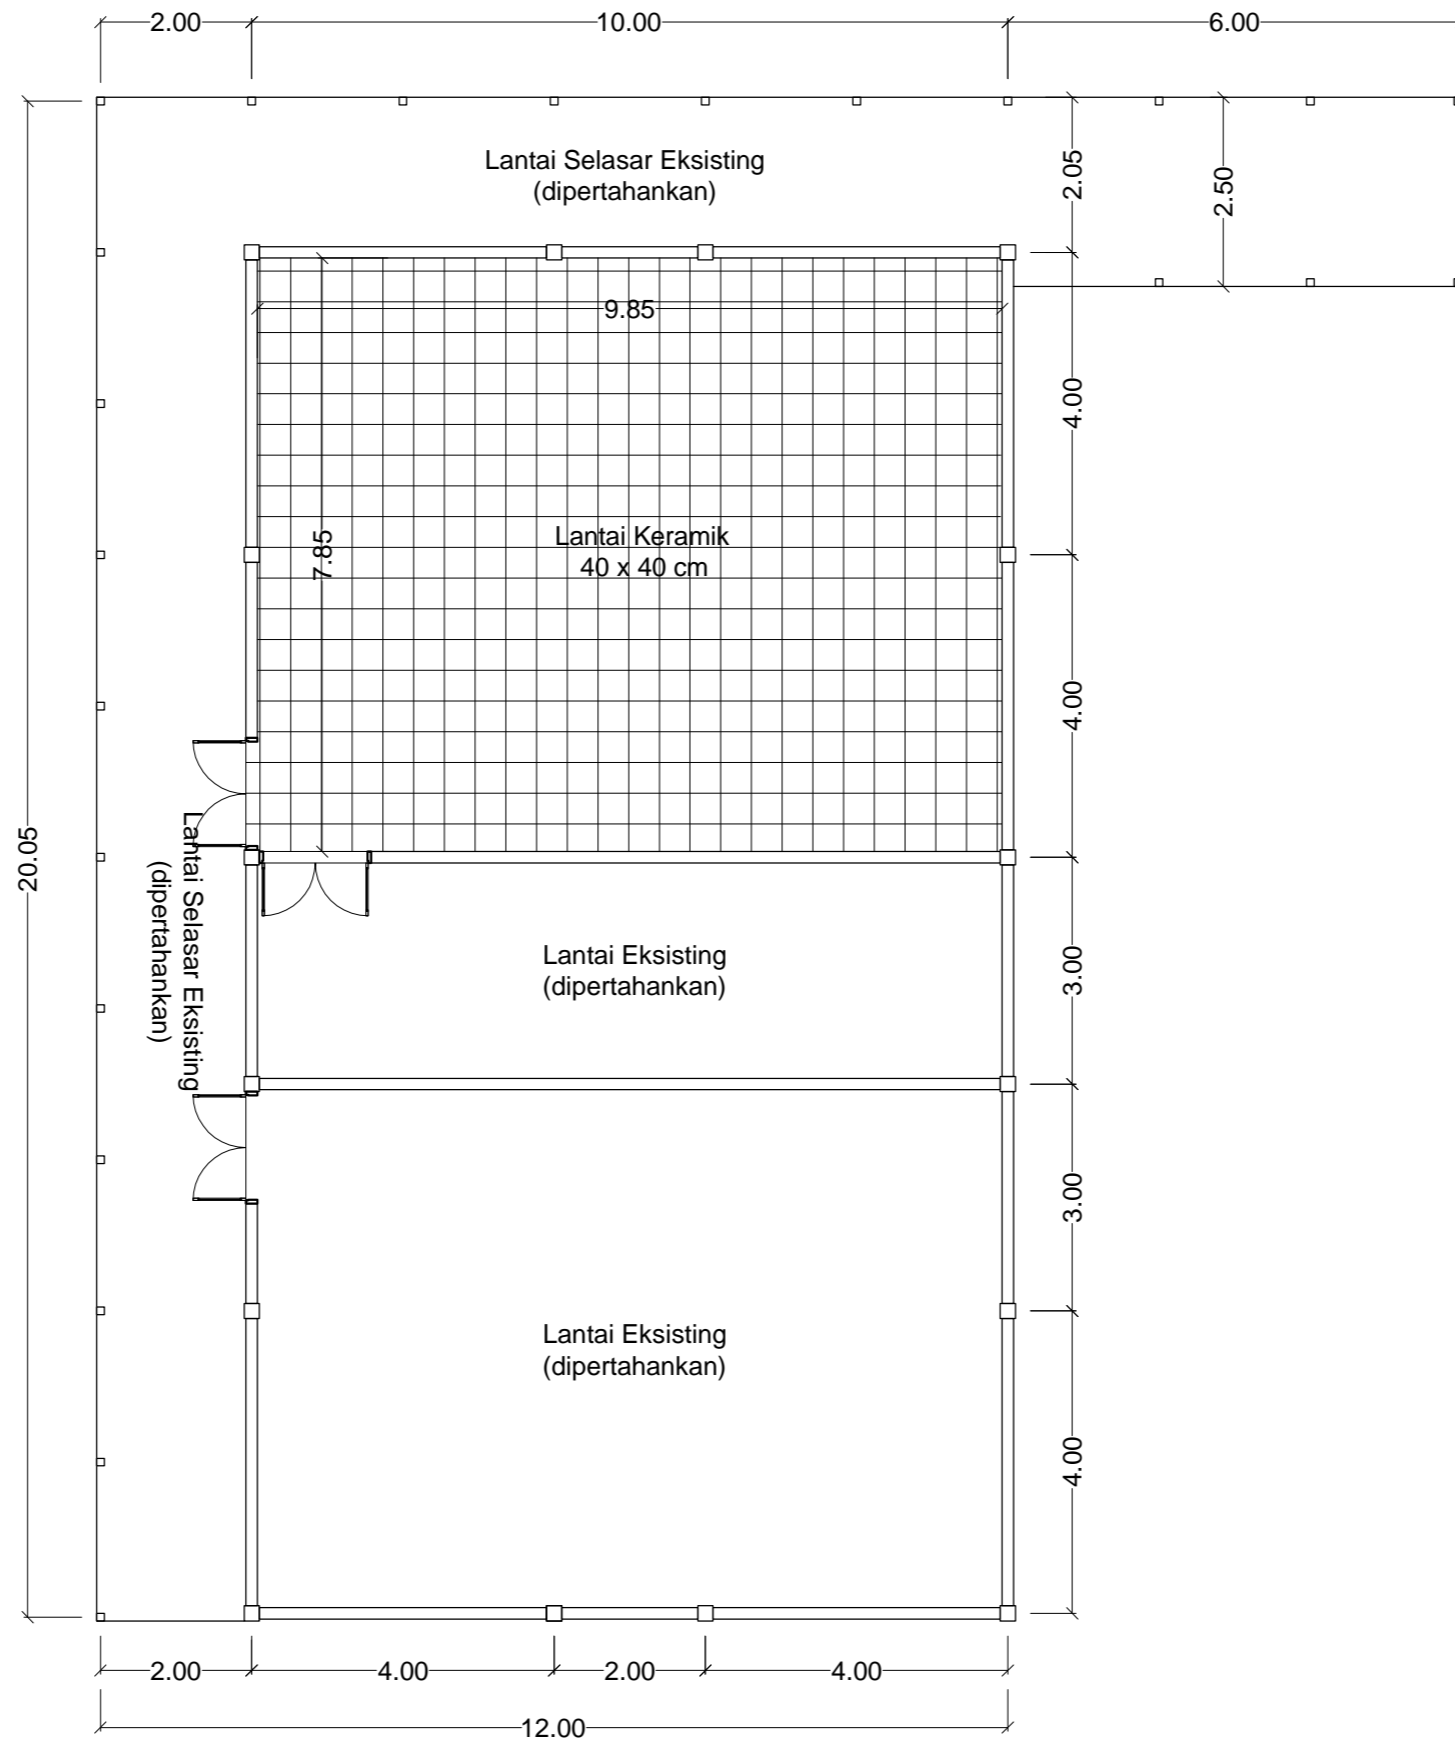 2.00
10.00
6.00
Lantai Selasar Eksisting
(dipertahankan)
2.05
2.50
9.85
4.00
7.85
Lantai Keramik
40 x 40 cm
4.00
20.05
Lantai Selasar Eksisting
(dipertahankan)
Lantai Eksisting
(dipertahankan)
3.00
3.00
Lantai Eksisting
(dipertahankan)
4.00
2.00
4.00
2.00
4.00
12.00